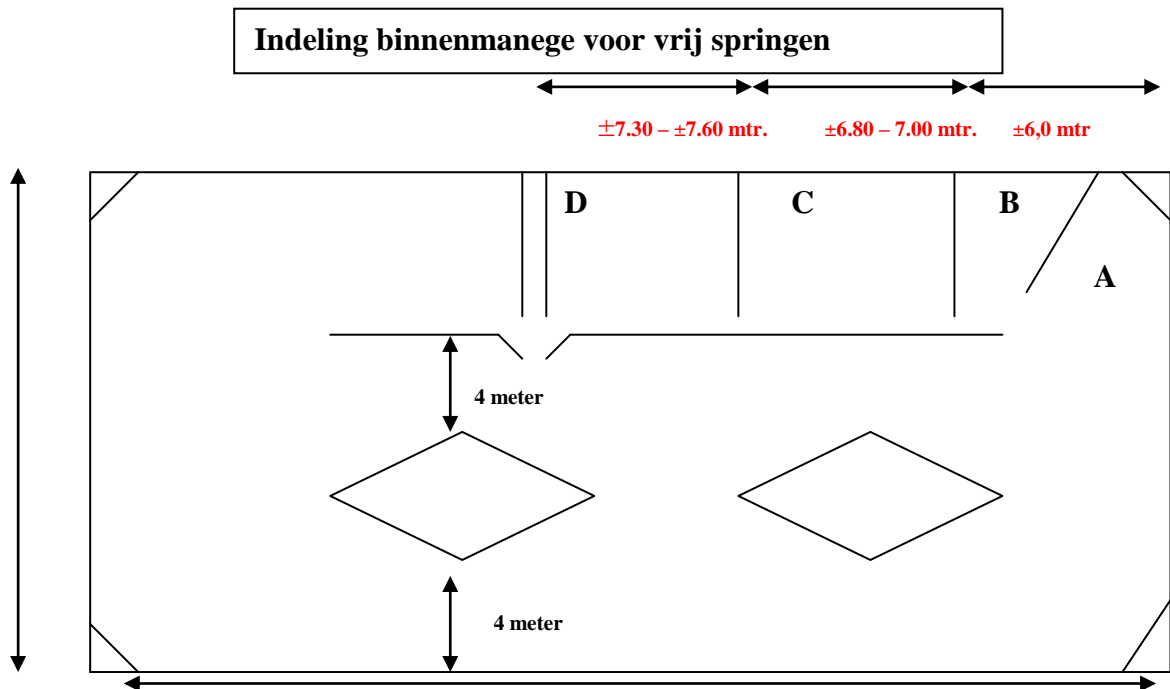 Indeling binnenmanege voor vrij springen
±7.30 – ±7.60 mtr. ±6.80 – 7.00 mtr. ±6,0 mtr
D C B
A
4 meter
4 meter